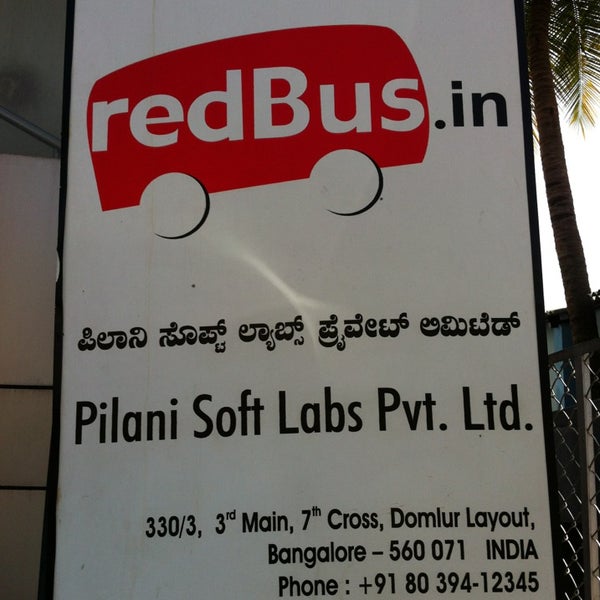 redBus.in
ಪಿಲಾನಿ ಸೊಫ್ಟ್ ಲ್ಯಾಬ್ಸ್ ಪ್ರೈವೇಟ್ ಲಿಮಿಟೆಡ್
Pilani Soft Labs Pvt. Ltd.
330/3, 3rd Main, 7th Cross, Domlur Layout,
Bangalore – 560 071 INDIA
Phone : +91 80 394-12345